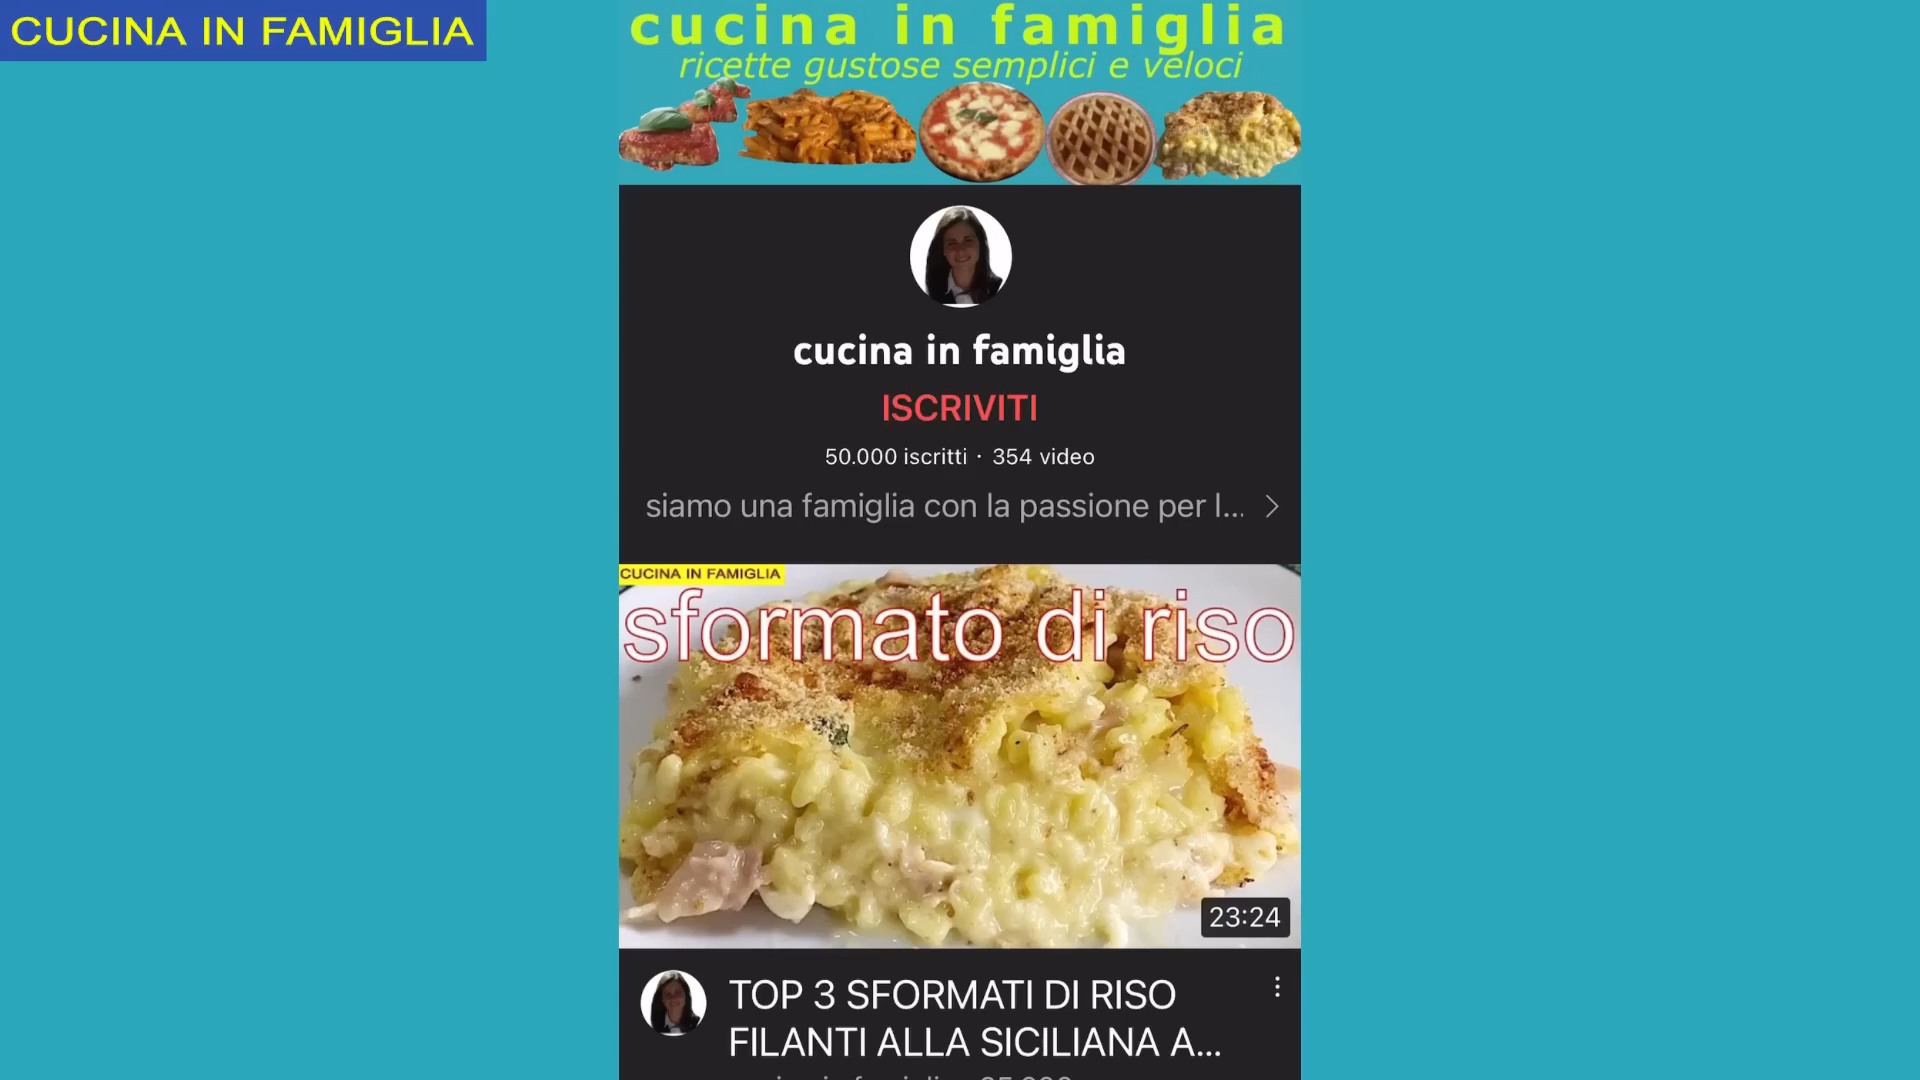 CUCINA IN FAMIGLIA
cucina in famiglia
ricette gustose semplici e veloci
cucina in famiglia
ISCRIVITI
50.000 iscritti · 354 video
siamo una famiglia con la passione per l...
CUCINA IN FAMIGLIA
sformato di riso
23:24
TOP 3 SFORMATI DI RISO
FILANTI ALLA SICILIANA A...